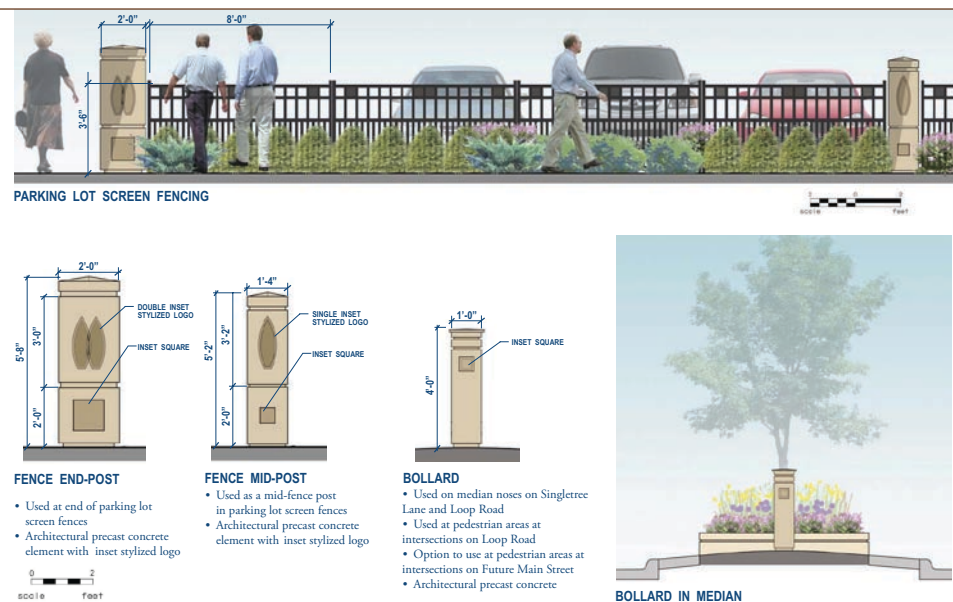 2'-0"
8'-0"
3'-6"
PARKING LOT SCREEN FENCING
0
2
scale
feet
2'-0"
5'-8"
3'-0"
2'-0"
DOUBLE INSET
STYLIZED LOGO
INSET SQUARE
FENCE END-POST
• Used at end of parking lot
screen fences
• Architectural precast concrete
element with inset stylized logo
0
2
scale
feet
1'-4"
5'-2"
3'-2"
2'-0"
SINGLE INSET
STYLIZED LOGO
INSET SQUARE
FENCE MID-POST
• Used as a mid-fence post
in parking lot screen fences
• Architectural precast concrete
element with inset stylized logo
1'-0"
4'-0"
INSET SQUARE
BOLLARD
• Used on median noses on Singletree
Lane and Loop Road
• Used at pedestrian areas at
intersections on Loop Road
• Option to use at pedestrian areas at
intersections on Future Main Street
• Architectural precast concrete
BOLLARD IN MEDIAN